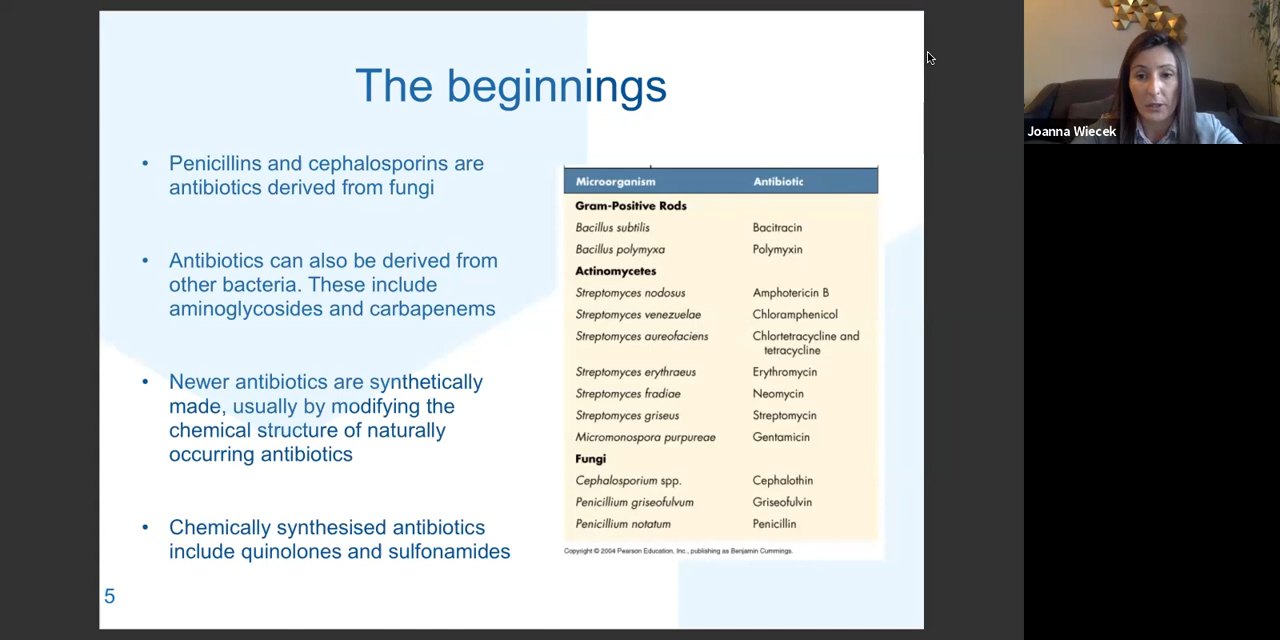 The beginnings
• Penicillins and cephalosporins are
antibiotics derived from fungi
• Antibiotics can also be derived from
other bacteria. These include
aminoglycosides and carbapenems
• Newer antibiotics are synthetically
made, usually by modifying the
chemical structure of naturally
occurring antibiotics
• Chemically synthesised antibiotics
include quinolones and sulfonamides
5
Microorganism Antibiotic
Gram-Positive Rods
Bacillus subtilis Bacitracin
Bacillus polymyxa Polymyxin
Actinomycetes
Streptomyces nodosus Amphotericin B
Streptomyces venezuelae Chloramphenicol
Streptomyces aureofaciens Chlortetracycline and
tetracycline
Streptomyces erythraeus Erythromycin
Streptomyces fradiae Neomycin
Streptomyces griseus Streptomycin
Micromonospora purpureae Gentamicin
Fungi
Cephalosporium spp. Cephalothin
Penicillium griseofulvum Griseofulvin
Penicillium notatum Penicillin
Copyright © 2004 Pearson Education, Inc., publishing as Benjamin Cummings.
Joanna Wiecek